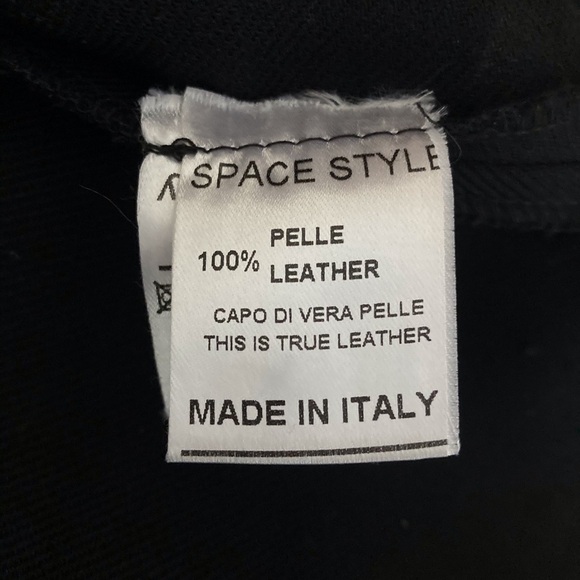 SPACE STYLE
100% PELLE
LEATHER
CAPO DI VERA PELLE
THIS IS TRUE LEATHER
MADE IN ITALY